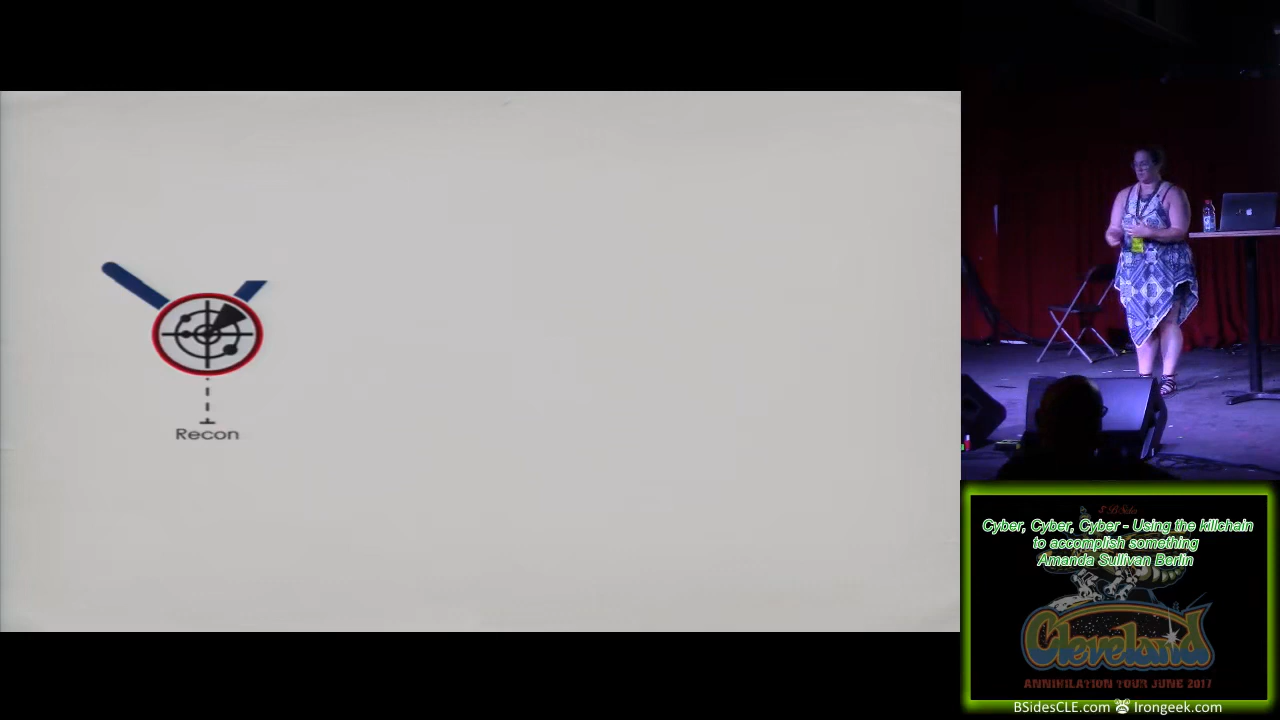 Recon
BSides
Cyber, Cyber, Cyber - Using the killchain
to accomplish something
Amanda Sullivan Berlin
Cleveland
ANNIHILATION TOUR JUNE 2017
BSidesCLE.com Irongeek.com